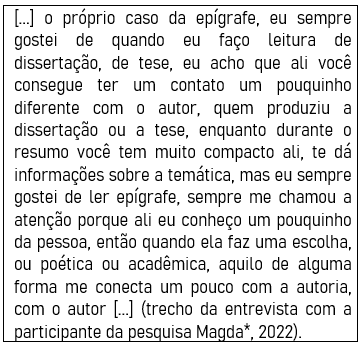 [...] o próprio caso da epígrafe, eu sempre
gostei de quando eu faço leitura de
dissertação, de tese, eu acho que ali você
consegue ter um contato um pouquinho
diferente com o autor, quem produziu a
dissertação ou a tese, enquanto durante o
resumo você tem muito compacto ali, te dá
informações sobre a temática, mas eu sempre
gostei de ler epígrafe, sempre me chamou a
atenção porque ali eu conheço um pouquinho
da pessoa, então quando ela faz uma escolha,
ou poética ou acadêmica, aquilo de alguma
forma me conecta um pouco com a autoria,
com o autor [...] (trecho da entrevista com a
participante da pesquisa Magda*, 2022).